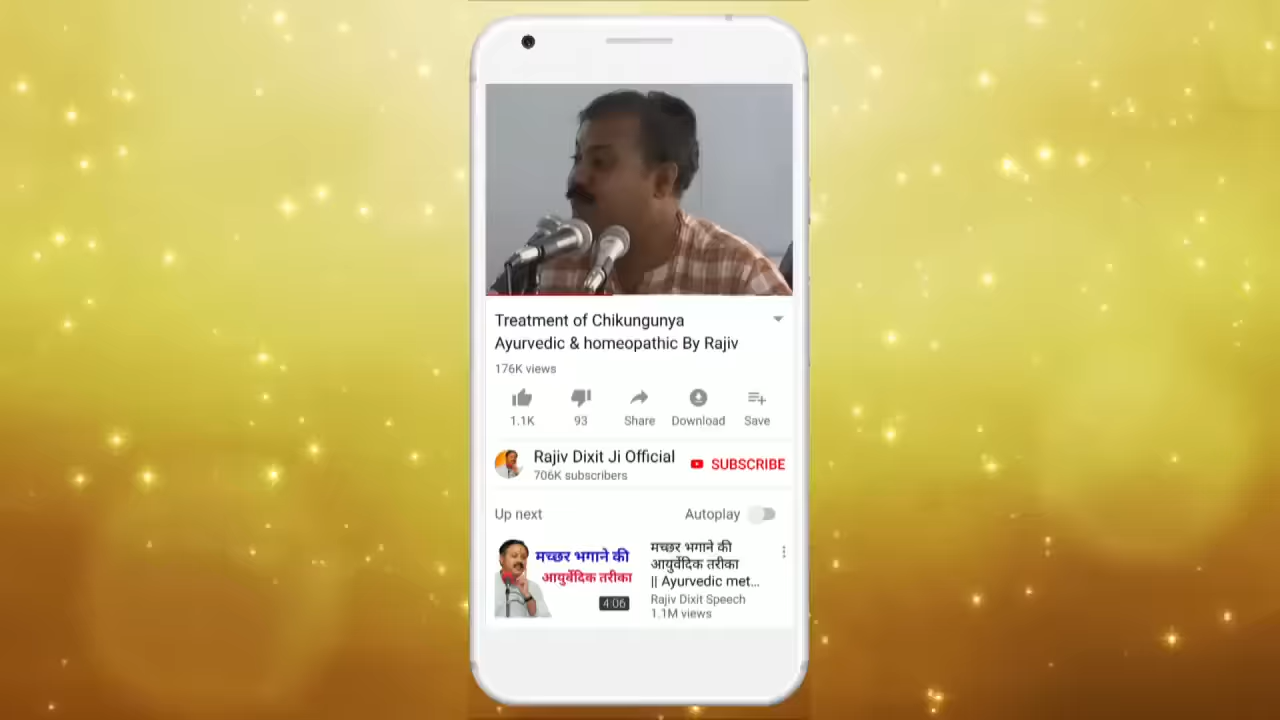 Treatment of Chikungunya
Ayurvedic & homeopathic By Rajiv
176K views
1.1K
93
Share
Download
Save
Rajiv Dixit Ji Official
706K subscribers
SUBSCRIBE
Up next
Autoplay
मच्छर भगाने की
आयुर्वेदिक तरीका
4:06
मच्छर भगाने की
आयुर्वेदिक तरीका
|| Ayurvedic met...
Rajiv Dixit Speech
1.1M views